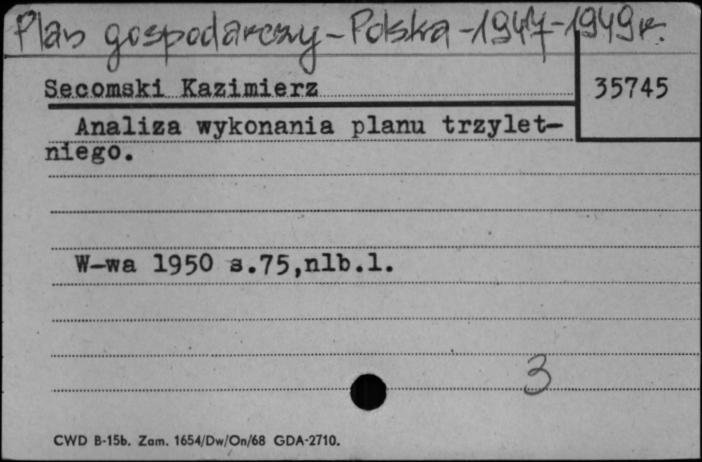 Plan gospodarczy - Polska - 1947-1949 r.
Secomski Kazimierz
35745
Analiza wykonania planu trzylet-
niego.
W-wa 1950 s.75,nlb.1.
3
CWD B-15b. Zam. 1654/Dw/On/68 GDA-2710.